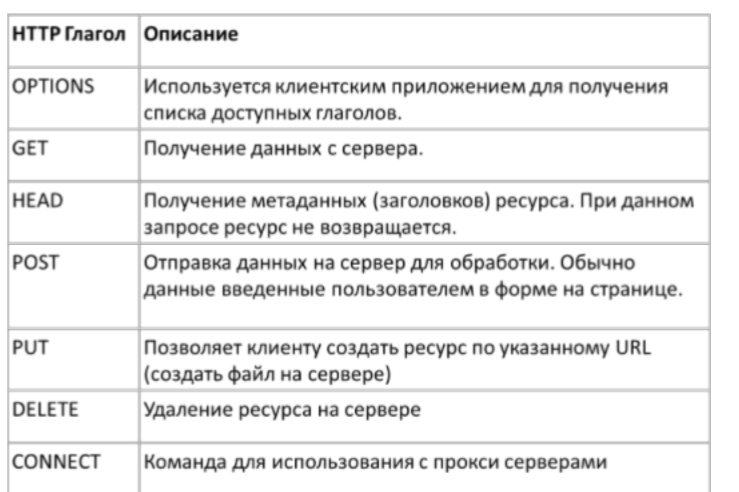 HTTP Глагол Описание
OPTIONS Используется клиентским приложением для получения
списка доступных глаголов.
GET Получение данных с сервера.
HEAD Получение метаданных (заголовков) ресурса. При данном
запросе ресурс не возвращается.
POST Отправка данных на сервер для обработки. Обычно
данные введенные пользователем в форме на странице.
PUT Позволяет клиенту создать ресурс по указанному URL
(создать файл на сервере)
DELETE Удаление ресурса на сервере
CONNECT Команда для использования с прокси серверами